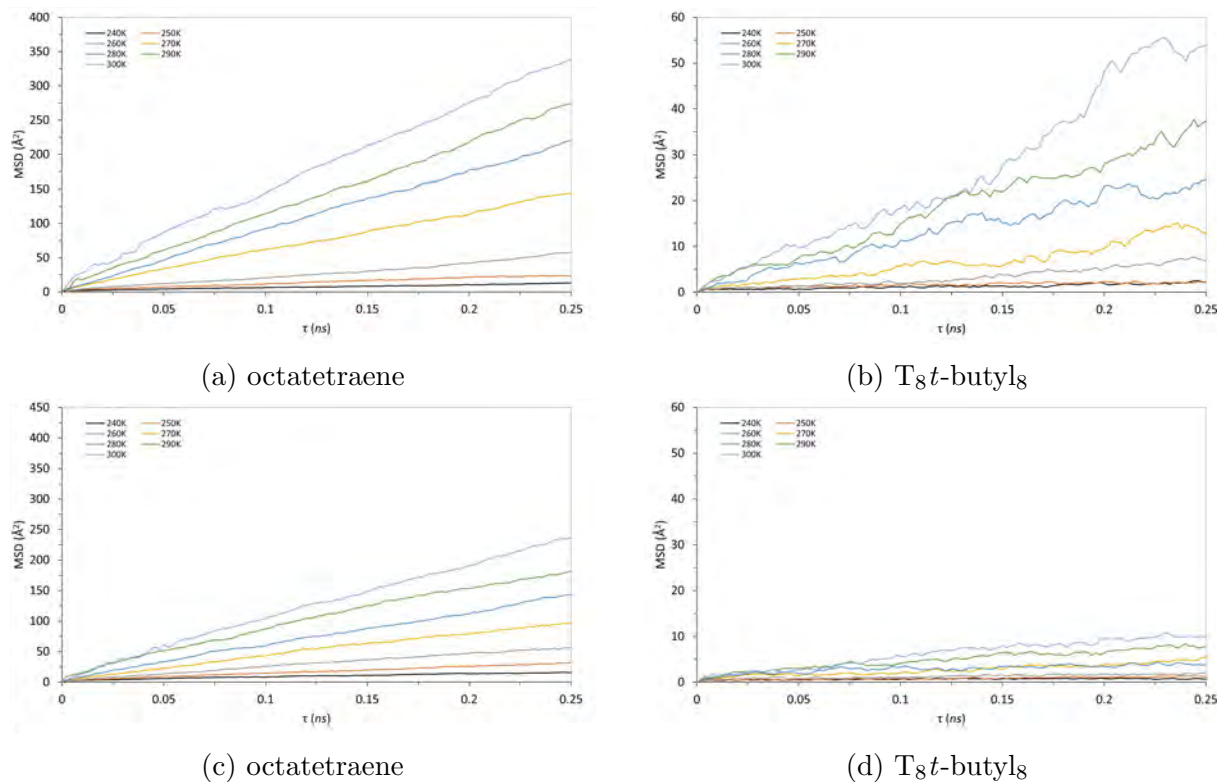 400
350
300
250
200
150
100
50
0
MSD (Å²)
240K 250K
260K 270K
280K 290K
300K
0 0.05 0.1 0.15 0.2 0.25
τ (ns)
(a) octatetraene
60
50
40
30
20
10
0
MSD (Å²)
240K 250K
260K 270K
280K 290K
300K
0 0.05 0.1 0.15 0.2 0.25
τ (ns)
(b) T₈t-butyl₈
450
400
350
300
250
200
150
100
50
0
MSD (Å²)
240K 250K
260K 270K
280K 290K
300K
0 0.05 0.1 0.15 0.2 0.25
τ (ns)
(c) octatetraene
60
50
40
30
20
10
0
MSD (Å²)
240K 250K
260K 270K
280K 290K
300K
0 0.05 0.1 0.15 0.2 0.25
τ (ns)
(d) T₈t-butyl₈